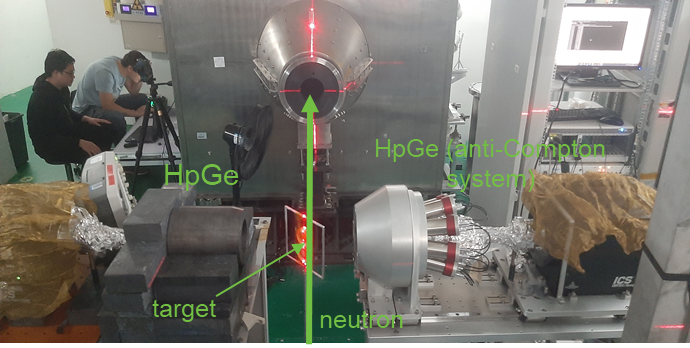 HpGe (anti-Compton
system)
HpGe
ICS
target
neutron